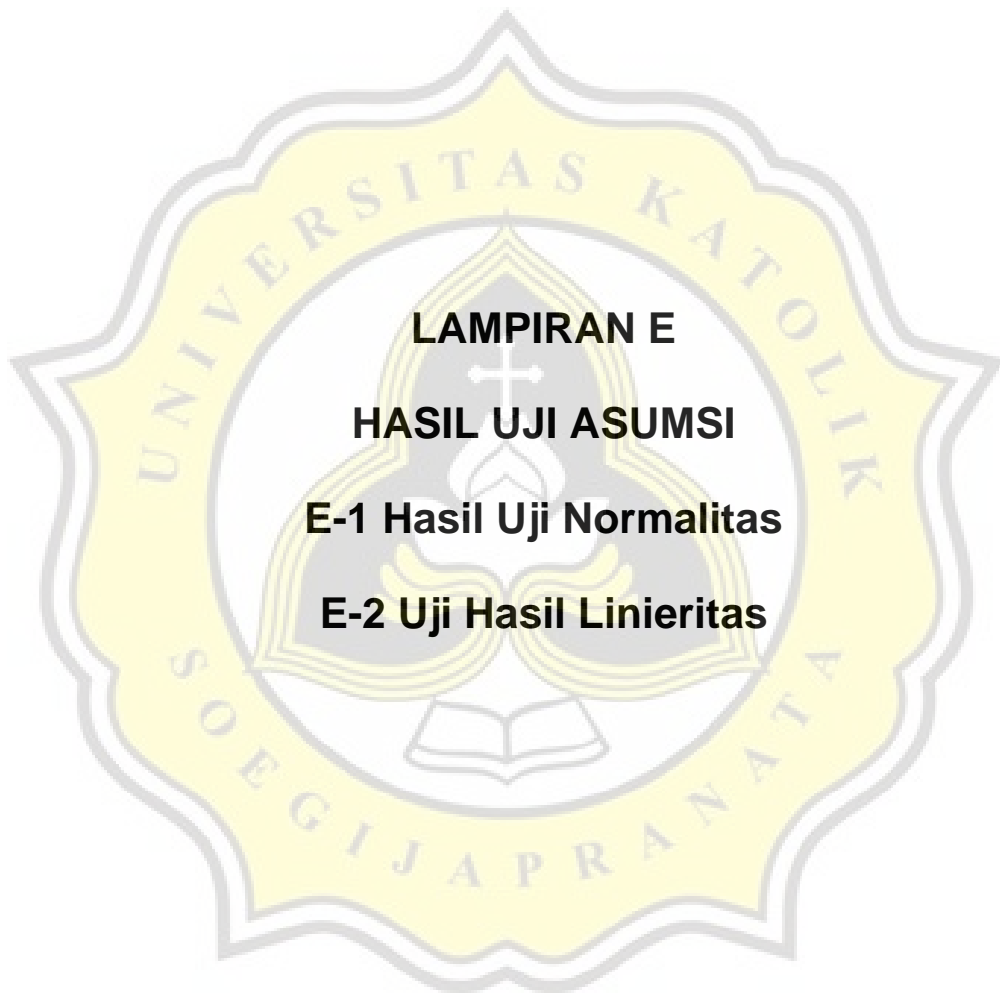 UNIVERSITAS KATOLIK
LAMPIRAN E
HASIL UJI ASUMSI
E-1 Hasil Uji Normalitas
E-2 Uji Hasil Linieritas
SOEGIJAPRANATA